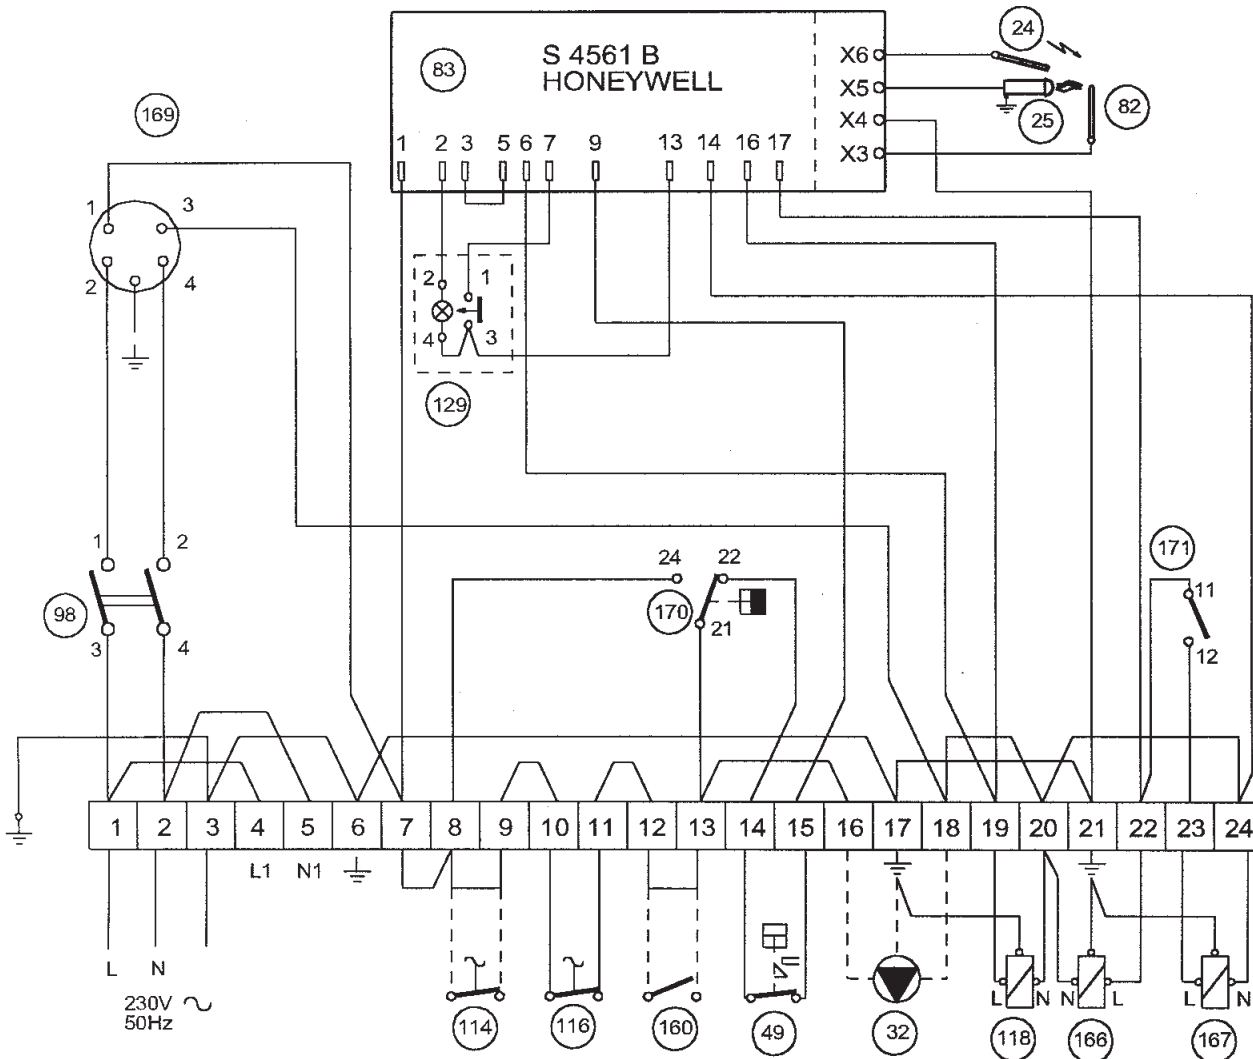 24
83
S 4561 B
HONEYWELL
X6
X5
X4
X3
25
82
169
1 2 3 5 6 7 9 13 14 16 17
1 3
2 4
2 1
4 3
129
1 2
98
3 4
24 22
170
21
171
11
12
1 2 3 4 5 6 7 8 9 10 11 12 13 14 15 16 17 18 19 20 21 22 23 24
L1 N1
L N
230V
50Hz
L N N L L N
114 116 160 49 32 118 166 167